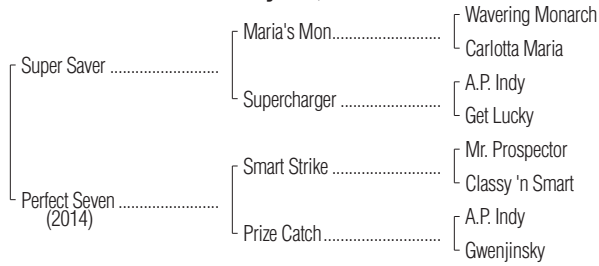 Wavering Monarch
Maria's Mon
Carlotta Maria
Super Saver
A.P. Indy
Supercharger
Get Lucky
Mr. Prospector
Smart Strike
Classy 'n Smart
Perfect Seven
(2014)
A.P. Indy
Prize Catch
Gwenjinsky